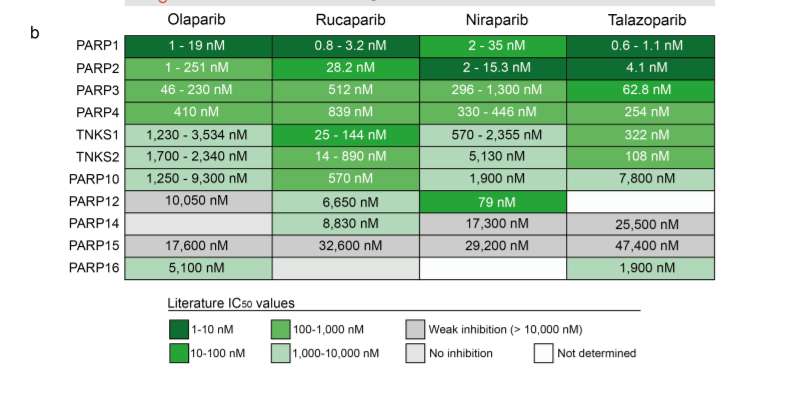 Olaparib Rucaparib Niraparib Talazoparib
b
PARP1 1 - 19 nM 0.8 - 3.2 nM 2 - 35 nM 0.6 - 1.1 nM
PARP2 1 - 251 nM 28.2 nM 2 - 15.3 nM 4.1 nM
PARP3 46 - 230 nM 512 nM 296 - 1,300 nM 62.8 nM
PARP4 410 nM 839 nM 330 - 446 nM 254 nM
TNKS1 1,230 - 3,534 nM 25 - 144 nM 570 - 2,355 nM 322 nM
TNKS2 1,700 - 2,340 nM 14 - 890 nM 5,130 nM 108 nM
PARP10 1,250 - 9,300 nM 570 nM 1,900 nM 7,800 nM
PARP12 10,050 nM 6,650 nM 79 nM
PARP14 8,830 nM 17,300 nM 25,500 nM
PARP15 17,600 nM 32,600 nM 29,200 nM 47,400 nM
PARP16 5,100 nM 1,900 nM
Literature IC50 values
1-10 nM 100-1,000 nM Weak inhibition (> 10,000 nM)
10-100 nM 1,000-10,000 nM No inhibition Not determined